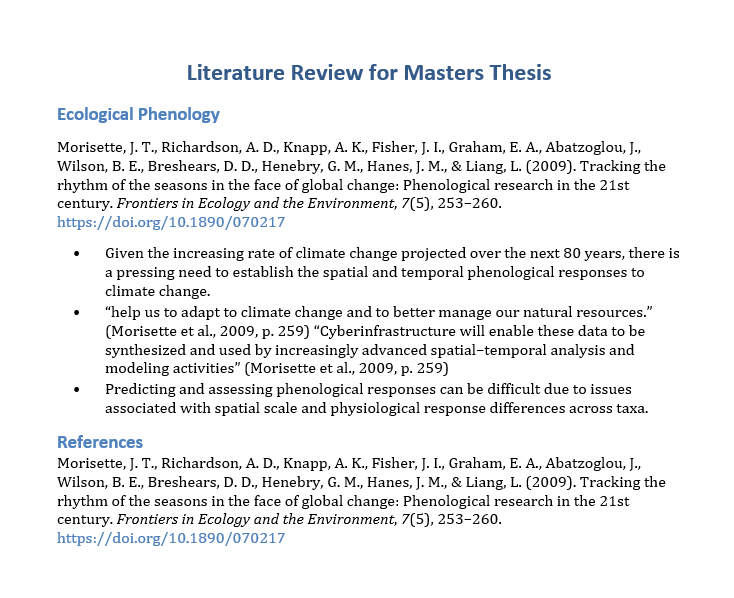 Literature Review for Masters Thesis
Ecological Phenology
Morisette, J. T., Richardson, A. D., Knapp, A. K., Fisher, J. I., Graham, E. A., Abatzoglou, J.,
Wilson, B. E., Breshears, D. D., Henebry, G. M., Hanes, J. M., & Liang, L. (2009). Tracking the
rhythm of the seasons in the face of global change: Phenological research in the 21st
century. Frontiers in Ecology and the Environment, 7(5), 253–260.
https://doi.org/10.1890/070217
• Given the increasing rate of climate change projected over the next 80 years, there is
a pressing need to establish the spatial and temporal phenological responses to
climate change.
• “help us to adapt to climate change and to better manage our natural resources.”
(Morisette et al., 2009, p. 259) “Cyberinfrastructure will enable these data to be
synthesized and used by increasingly advanced spatial–temporal analysis and
modeling activities” (Morisette et al., 2009, p. 259)
• Predicting and assessing phenological responses can be difficult due to issues
associated with spatial scale and physiological response differences across taxa.
References
Morisette, J. T., Richardson, A. D., Knapp, A. K., Fisher, J. I., Graham, E. A., Abatzoglou, J.,
Wilson, B. E., Breshears, D. D., Henebry, G. M., Hanes, J. M., & Liang, L. (2009). Tracking the
rhythm of the seasons in the face of global change: Phenological research in the 21st
century. Frontiers in Ecology and the Environment, 7(5), 253–260.
https://doi.org/10.1890/070217